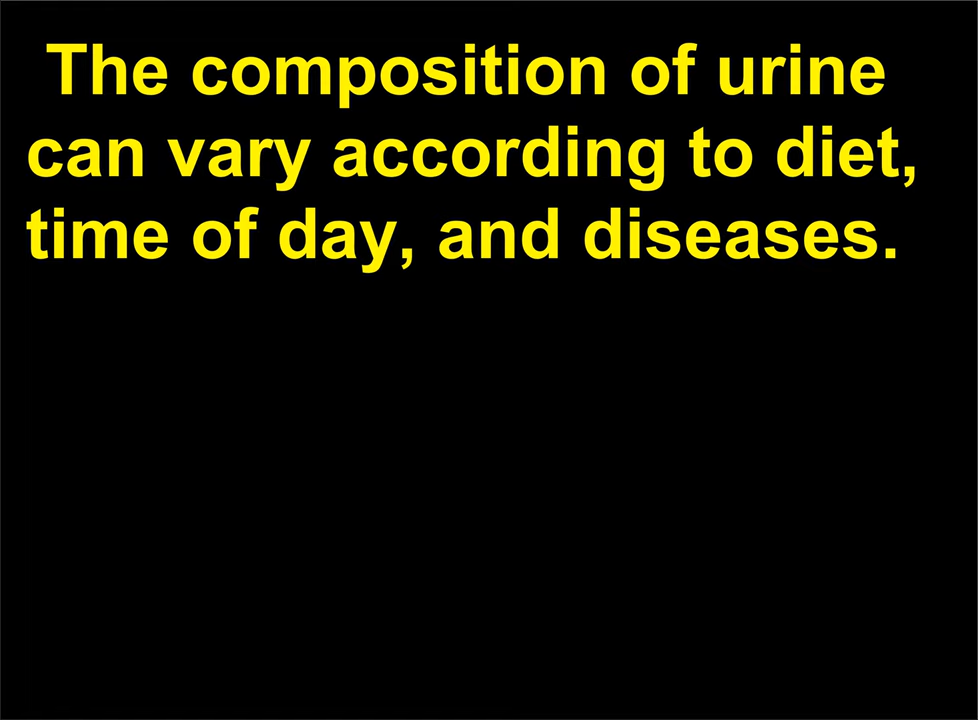 The composition of urine
can vary according to diet,
time of day, and diseases.